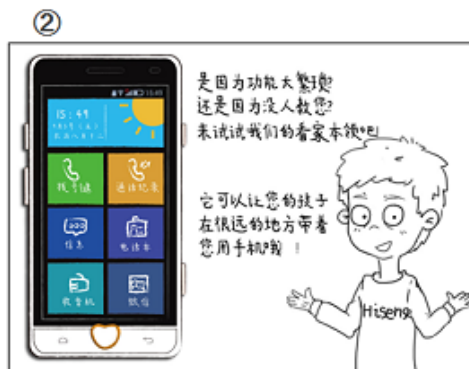 ②
15:49
15:49
拨号键
通话记录
信息
电话本
收音机
微信
是因为功能太繁琐?
还是因为没人教您?
来试试我们的看家本领吧!
它可以让您的孩子
在很远的地方带着
您用手机哦!
Hisense